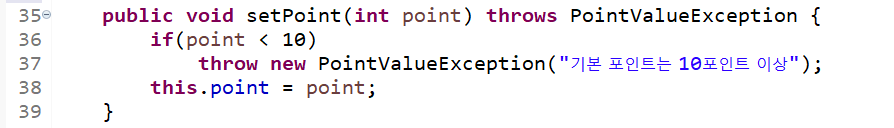 35 public void setPoint(int point) throws PointValueException {
36 if(point < 10)
37 throw new PointValueException("기본 포인트는 10포인트 이상");
38 this.point = point;
39 }